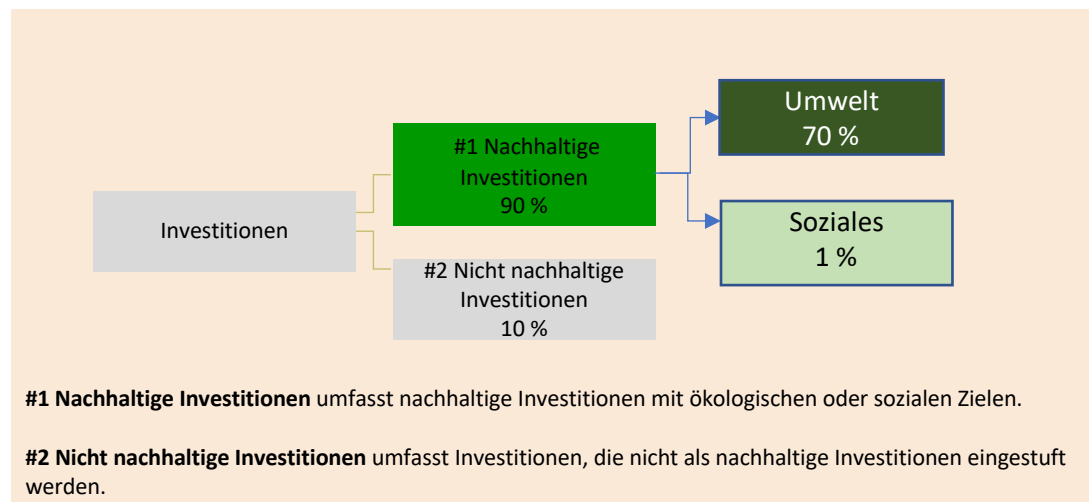 Umwelt
70 %
#1 Nachhaltige
Investitionen
90 %
Investitionen
Soziales
1 %
#2 Nicht nachhaltige
Investitionen
10 %
#1 Nachhaltige Investitionen umfasst nachhaltige Investitionen mit ökologischen oder sozialen Zielen.
#2 Nicht nachhaltige Investitionen umfasst Investitionen, die nicht als nachhaltige Investitionen eingestuft
werden.